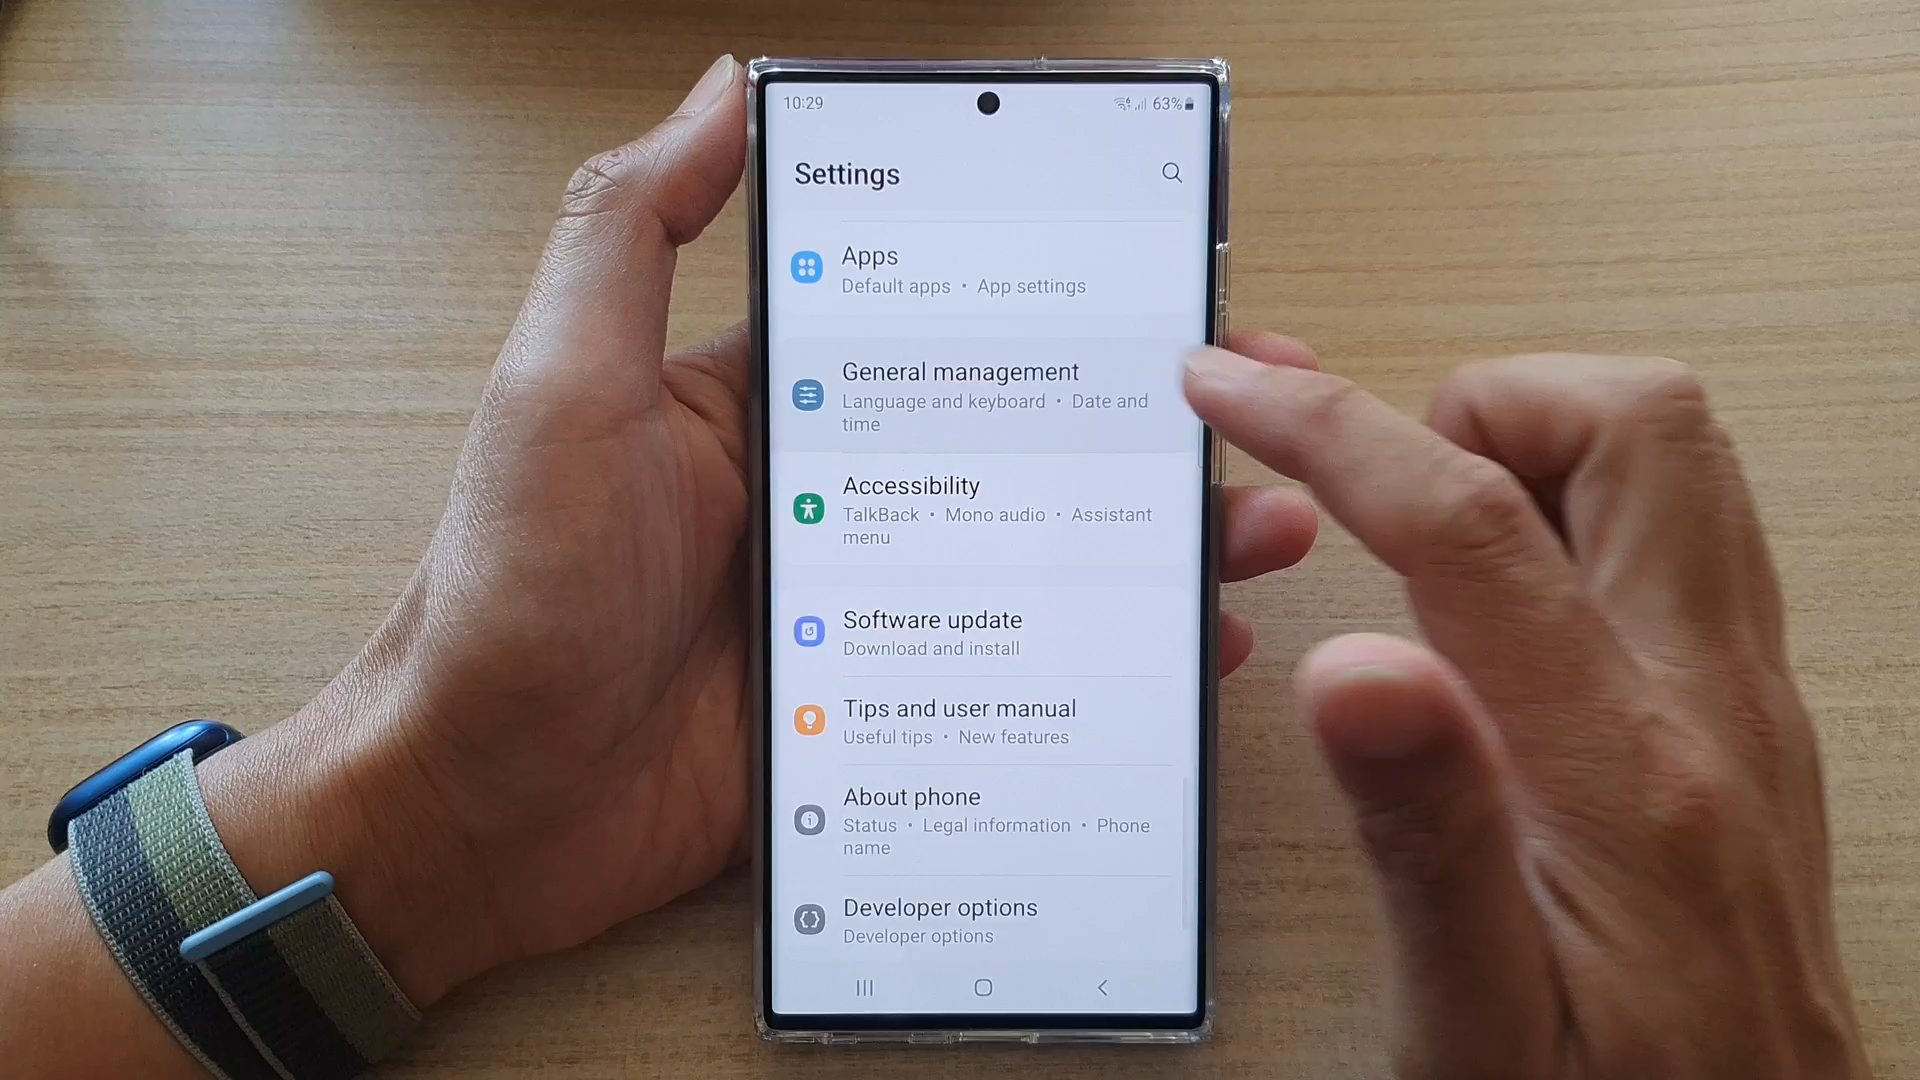 10:29
63%
Settings
Apps
Default apps • App settings
General management
Language and keyboard • Date and
time
Accessibility
TalkBack • Mono audio • Assistant
menu
Software update
Download and install
Tips and user manual
Useful tips • New features
About phone
Status • Legal information • Phone
name
Developer options
Developer options